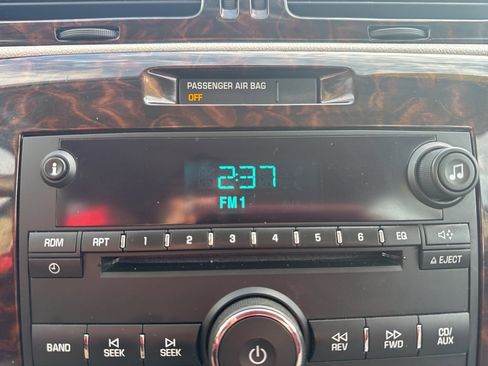 PASSENGER AIR BAG
OFF
2:37
FM1
RDM RPT 1 2 3 4 5 6 EQ
EJECT
BAND SEEK SEEK REV FWD CD/
AUX